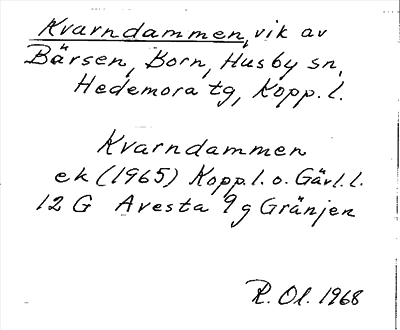 Kvarndammen, vik av
Bärsen, Born, Husby sn,
Hedemora tg, Kopp. l.
Kvarndammen
ek (1965) Kopp. l. o. Gävl. l.
12 G Avesta 9g Gränjen
R. Ol. 1968